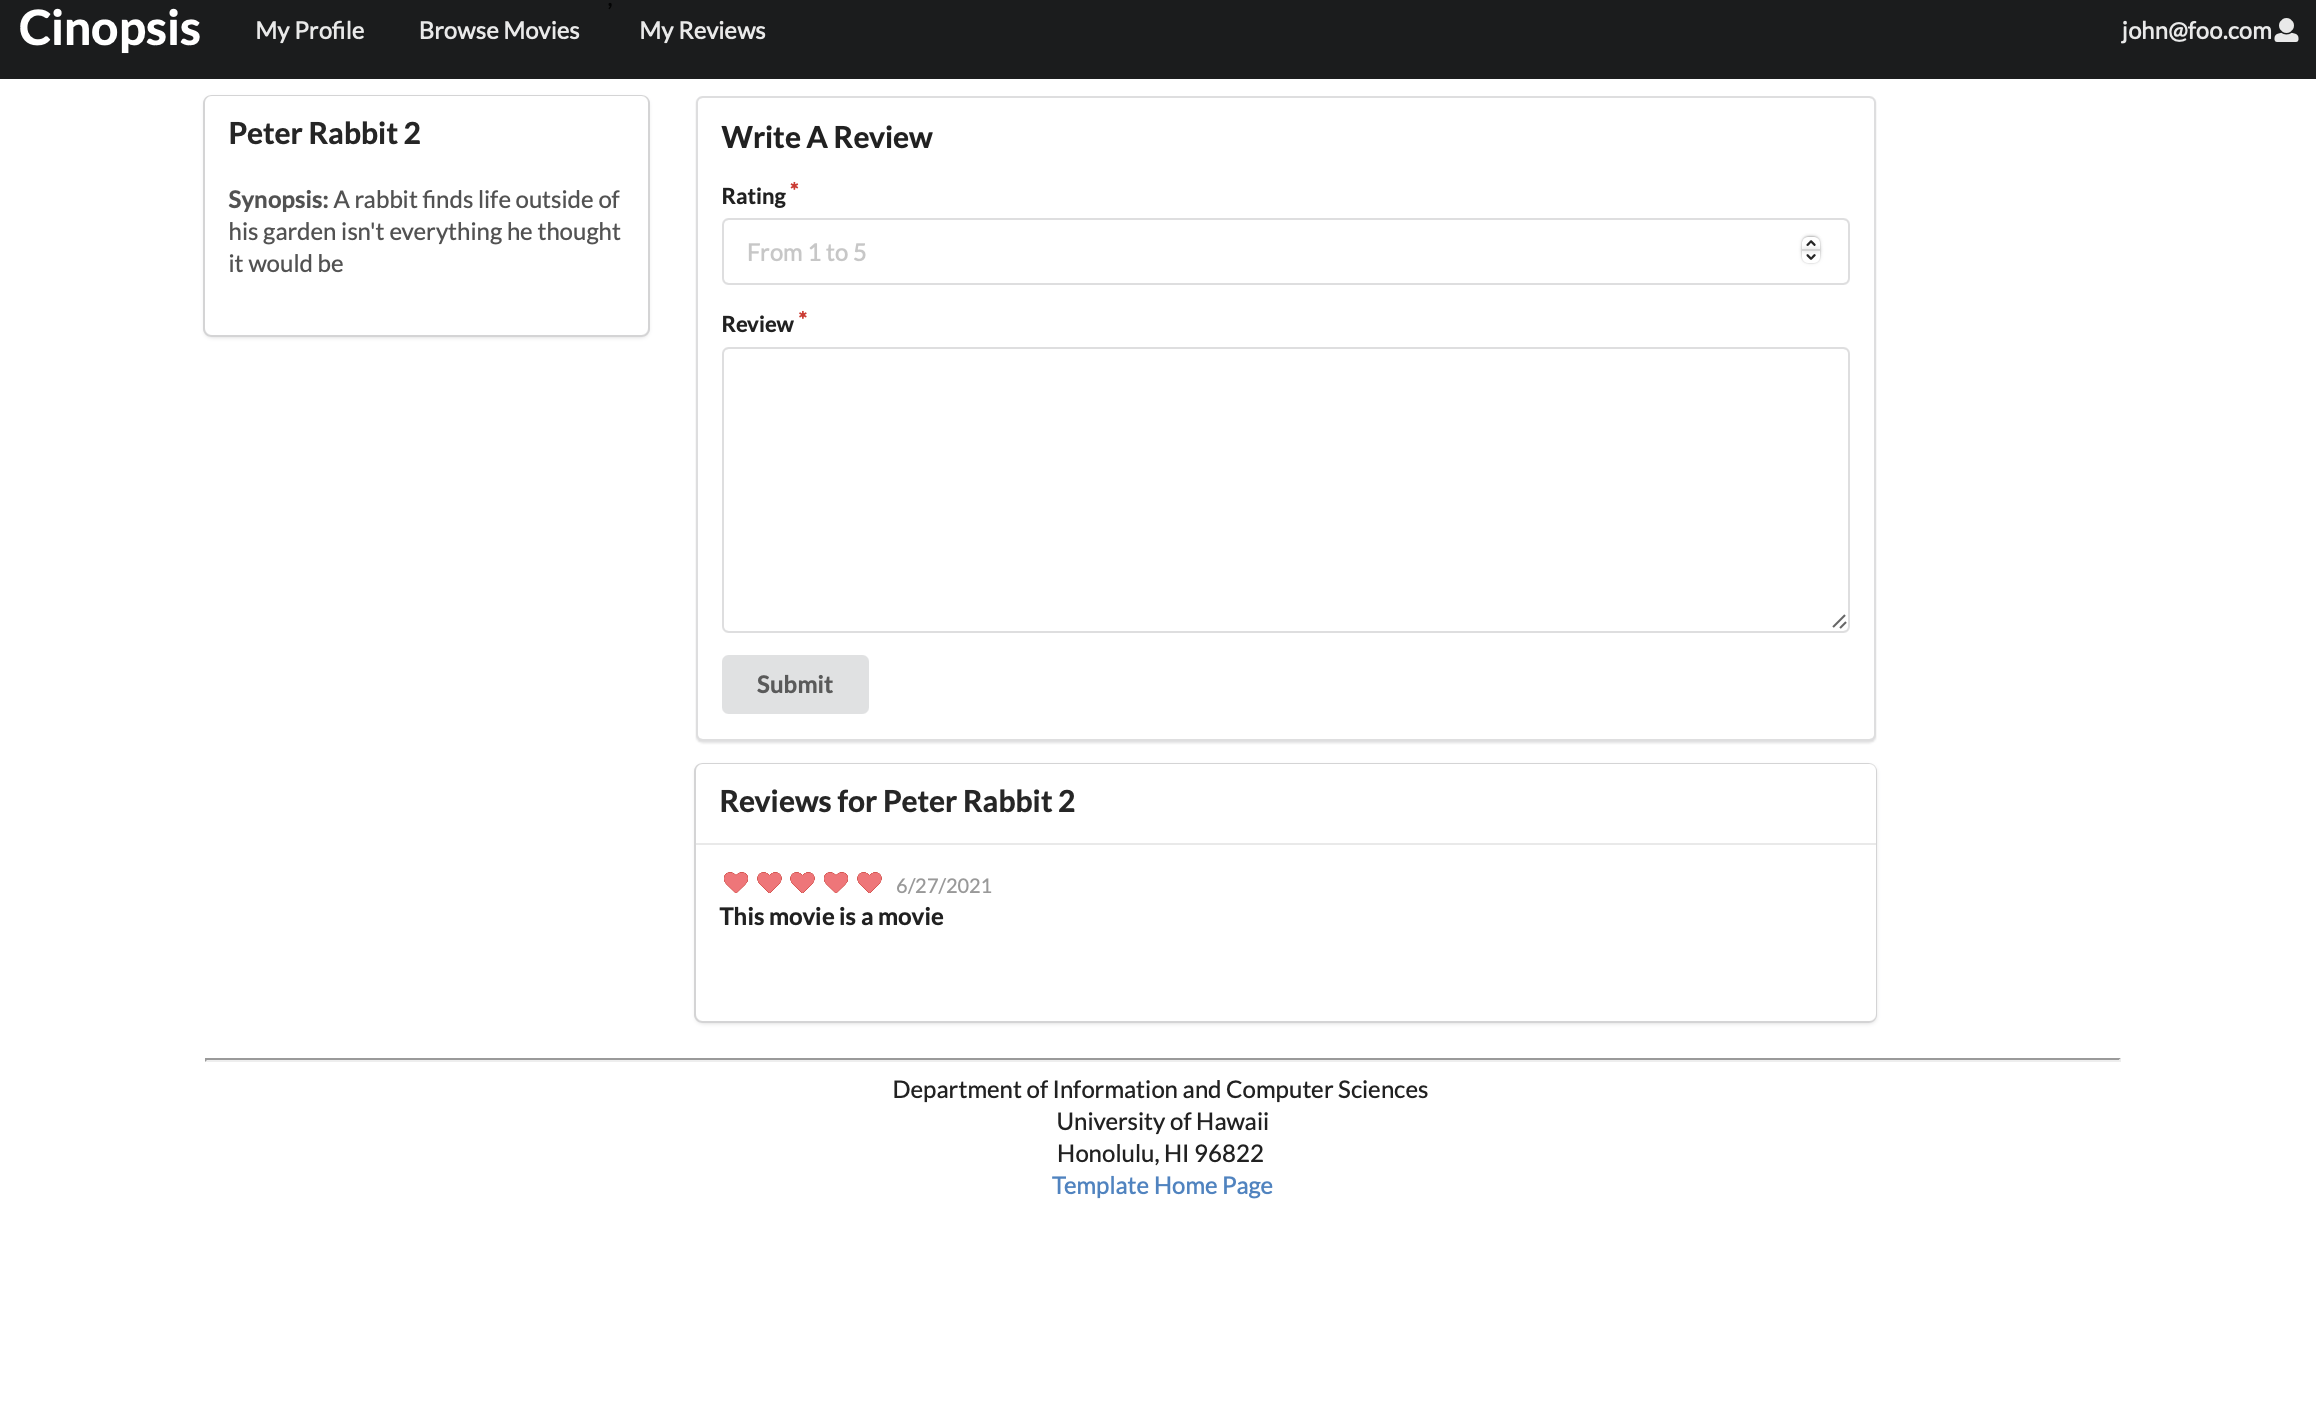 Cinopsis
My Profile
Browse Movies
,
My Reviews
john@foo.com
Peter Rabbit 2
Synopsis: A rabbit finds life outside of
his garden isn't everything he thought
it would be
Write A Review
Rating *
From 1 to 5
Review *
Submit
Reviews for Peter Rabbit 2
6/27/2021
This movie is a movie
Department of Information and Computer Sciences
University of Hawaii
Honolulu, HI 96822
Template Home Page